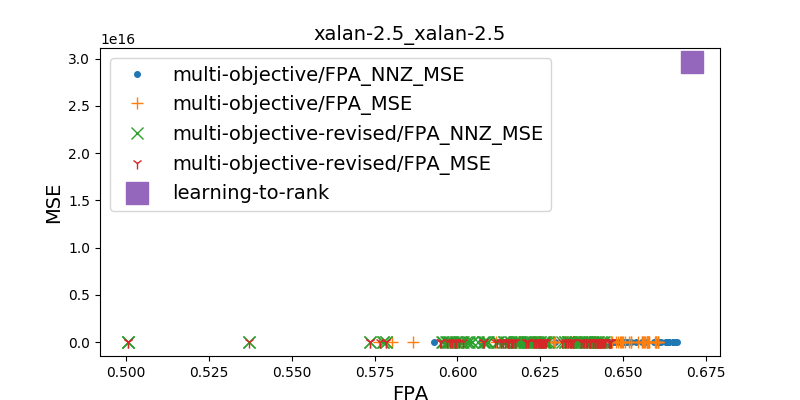 xalan-2.5_xalan-2.5
1e16
3.0
2.5
2.0
1.5
1.0
0.5
0.0
MSE
multi-objective/FPA_NNZ_MSE
multi-objective/FPA_MSE
multi-objective-revised/FPA_NNZ_MSE
multi-objective-revised/FPA_MSE
learning-to-rank
0.500 0.525 0.550 0.575 0.600 0.625 0.650 0.675
FPA